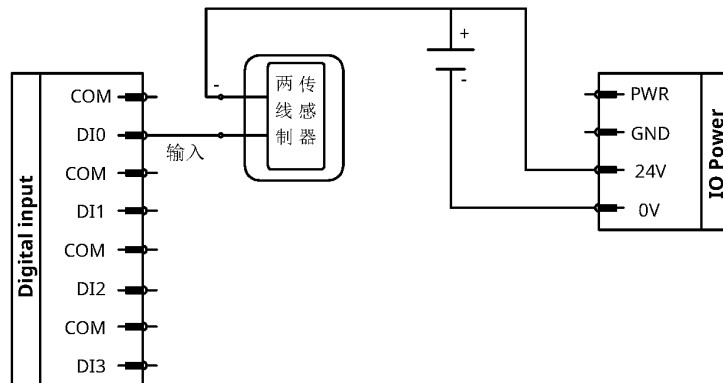 Digital input
COM
DI0
COM
DI1
COM
DI2
COM
DI3
-
输入
两线制
传感器
+
-
PWR
GND
24V
0V
IO Power